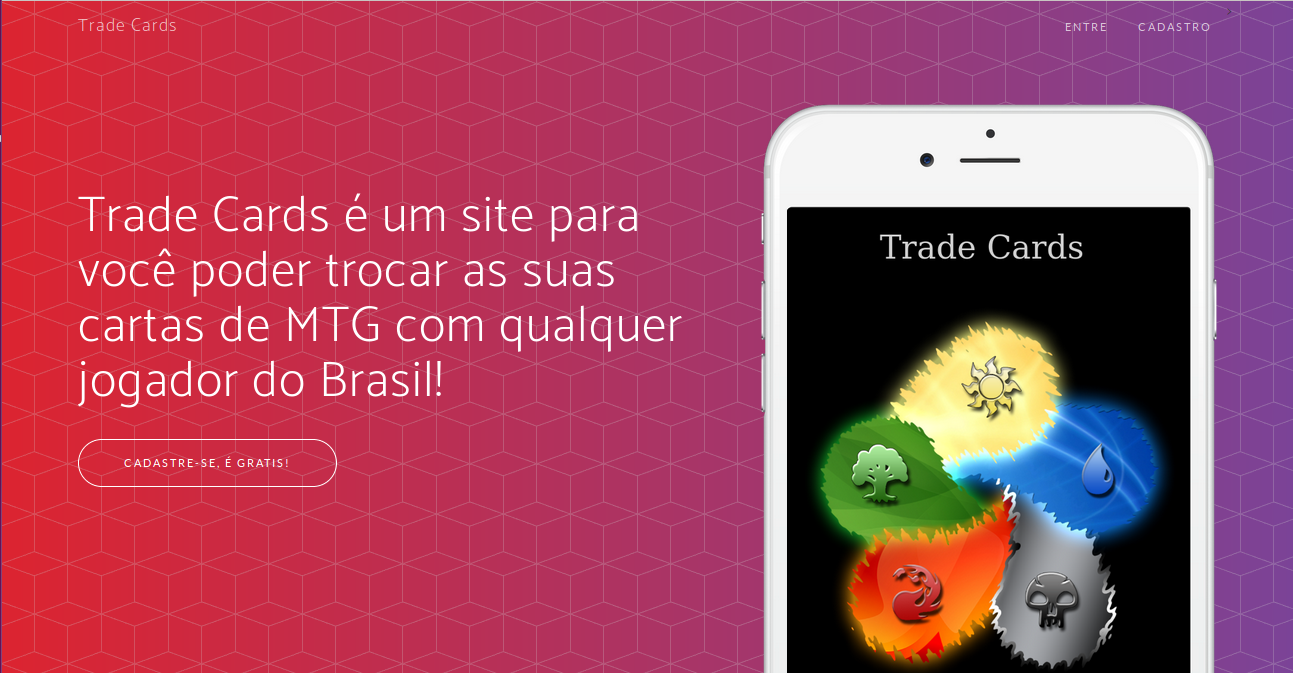 Trade Cards
ENTRE
CADASTRO
Trade Cards é um site para
você poder trocar as suas
cartas de MTG com qualquer
jogador do Brasil!
CADASTRE-SE, É GRATIS!
Trade Cards